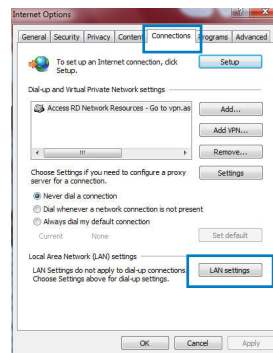 Internet Options
General Security Privacy Content Connections Programs Advanced
To set up an Internet connection, click
Setup.
Setup
Dial-up and Virtual Private Network settings
Access RD Network Resources - Go to vpn.as
Add...
Add VPN...
Remove...
Choose Settings if you need to configure a proxy
server for a connection.
Settings
Never dial a connection
Dial whenever a network connection is not present
Always dial my default connection
Current None
Set default
Local Area Network (LAN) settings
LAN Settings do not apply to dial-up connections.
Choose Settings above for dial-up settings.
LAN settings
OK Cancel Apply